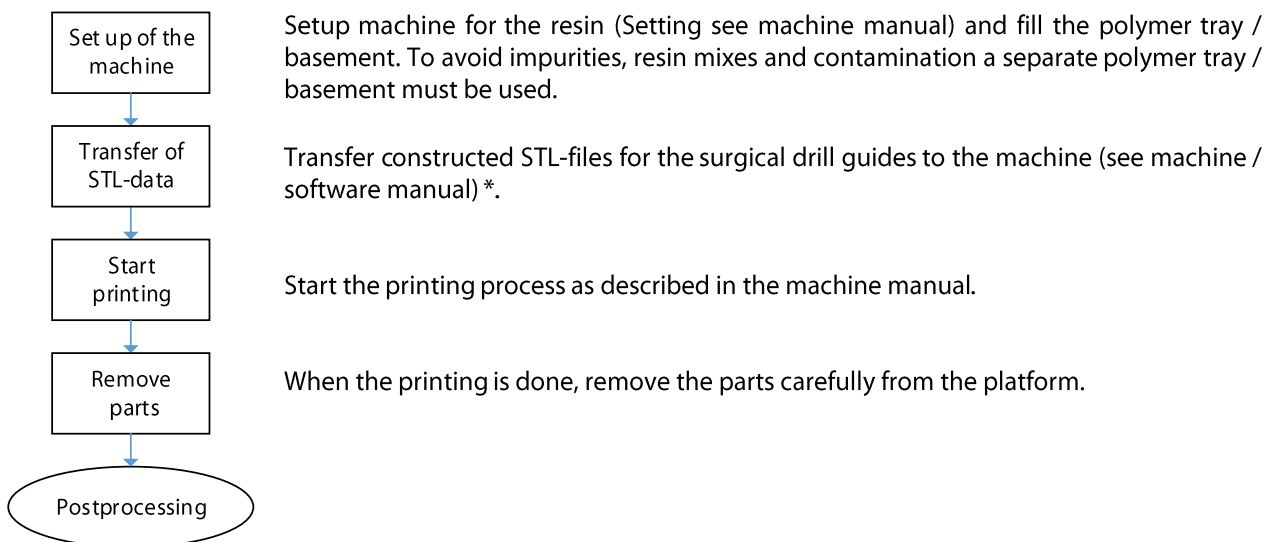 Set up of the
machine
Setup machine for the resin (Setting see machine manual) and fill the polymer tray /
basement. To avoid impurities, resin mixes and contamination a separate polymer tray /
basement must be used.
Transfer of
STL-data
Transfer constructed STL-files for the surgical drill guides to the machine (see machine /
software manual) *.
Start
printing
Start the printing process as described in the machine manual.
Remove
parts
When the printing is done, remove the parts carefully from the platform.
Postprocessing